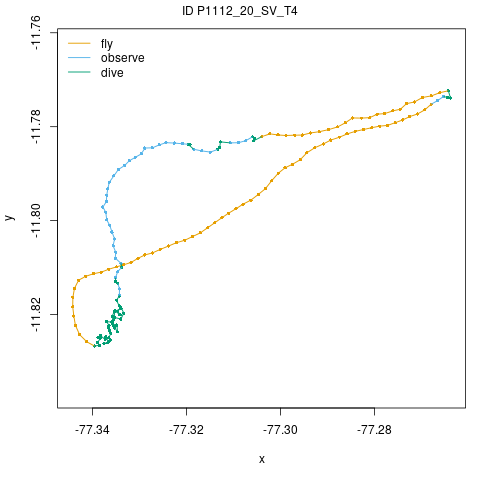 ID P1112_20_SV_T4
fly
observe
dive
-11.76
-11.78
-11.80
-11.82
y
-77.34
-77.32
-77.30
-77.28
x